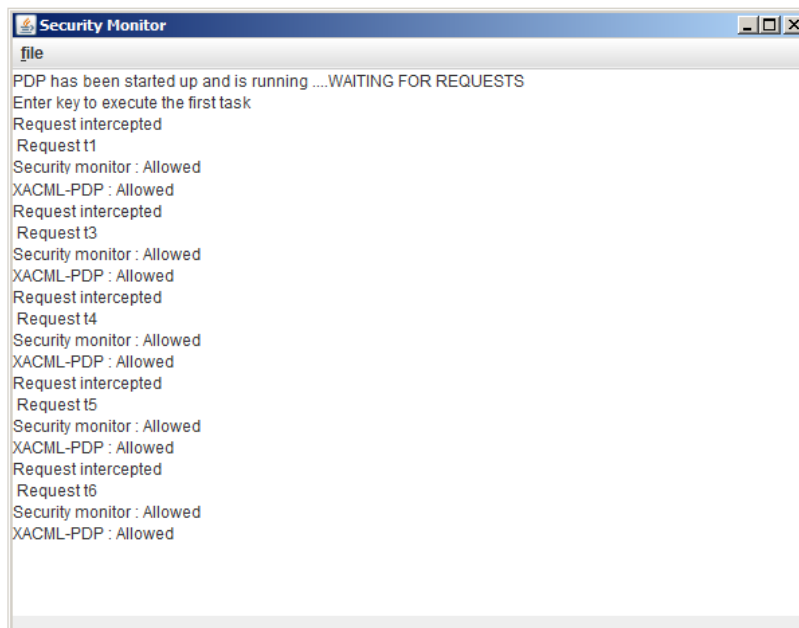 Security Monitor
file
PDP has been started up and is running ....WAITING FOR REQUESTS
Enter key to execute the first task
Request intercepted
Request t1
Security monitor : Allowed
XACML-PDP : Allowed
Request intercepted
Request t3
Security monitor : Allowed
XACML-PDP : Allowed
Request intercepted
Request t4
Security monitor : Allowed
XACML-PDP : Allowed
Request intercepted
Request t5
Security monitor : Allowed
XACML-PDP : Allowed
Request intercepted
Request t6
Security monitor : Allowed
XACML-PDP : Allowed